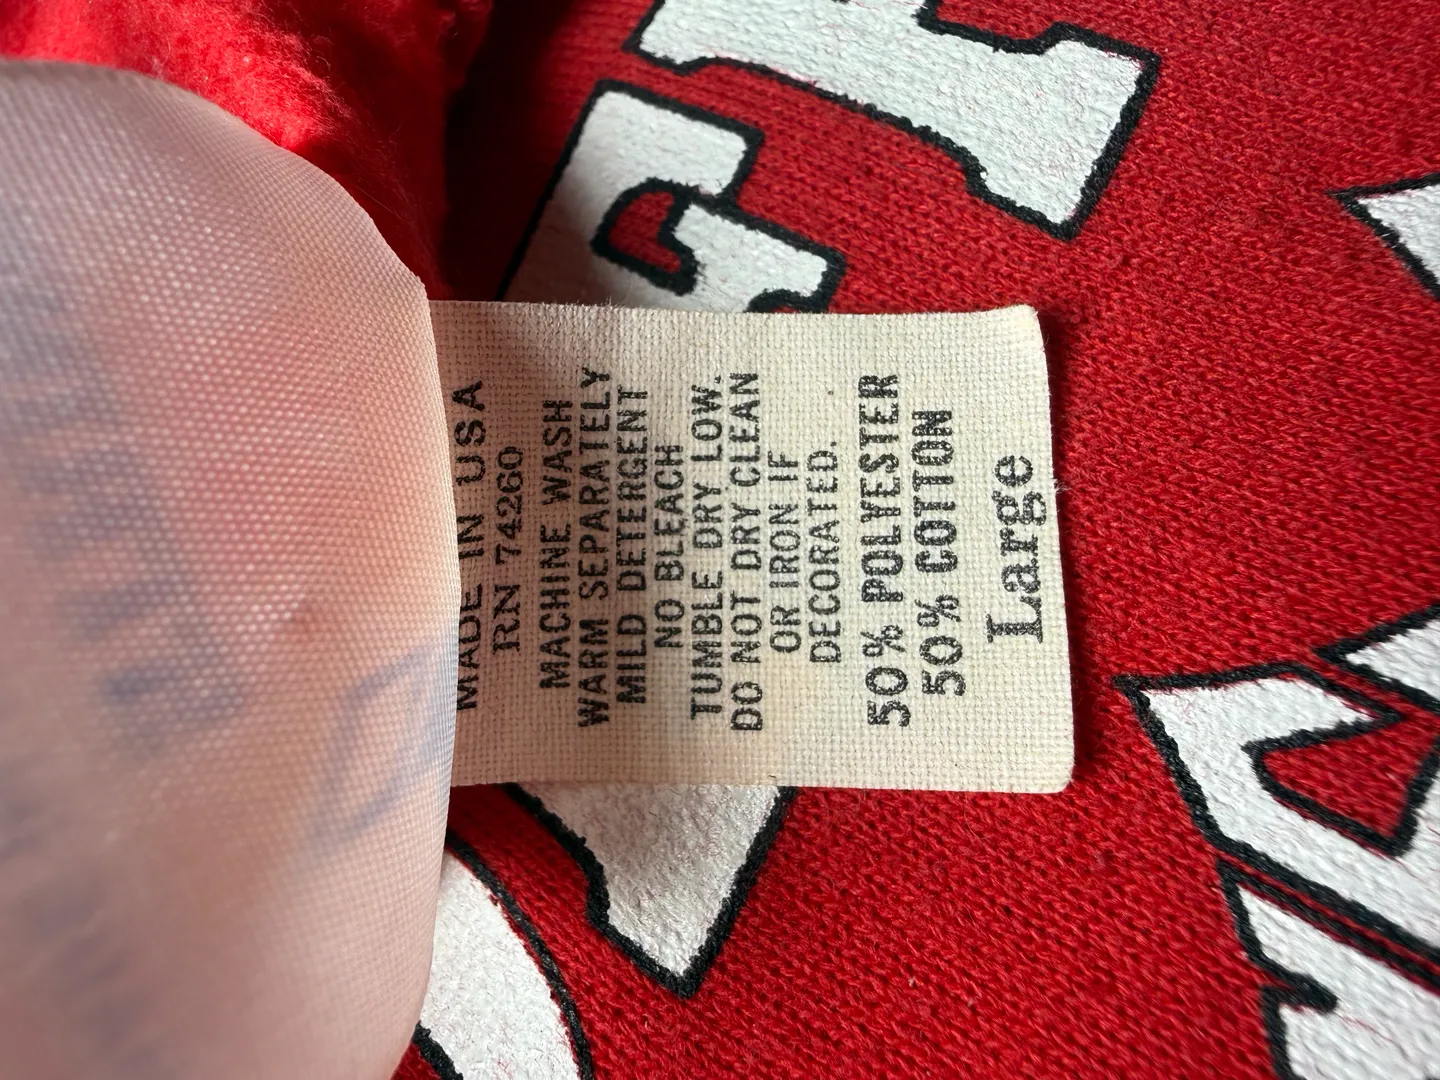 MADE IN USA
RN 74260
MACHINE WASH
WARM SEPARATELY
MILD DETERGENT
NO BLEACH
TUMBLE DRY LOW.
DO NOT DRY CLEAN
OR IRON IF
DECORATED.
50% POLYESTER
50% COTTON
Large